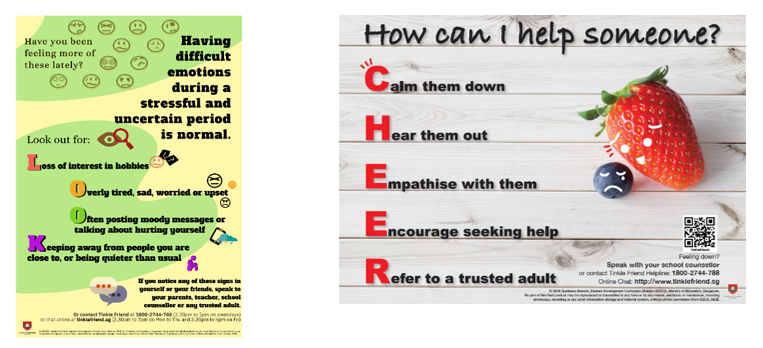 Have you been
feeling more of
these lately?
Having
difficult
emotions
during a
stressful and
uncertain period
is normal.
Look out for:
Loss of interest in hobbies
Overly tired, sad, worried or upset
Often posting moody messages or
talking about hurting yourself
Keeping away from people you are
close to, or being quieter than usual
If you notice any of these signs in
yourself or your friends, speak to
your parents, teacher, school
counsellor or any trusted adult.
Or contact Tinkle Friend at 1800-2744-788 (2.30pm to 5pm on weekdays)
or chat online at tinklefriend.sg (2.30pm to 7pm on Mon to Thu and 2.30pm to 5pm on Fri)
How can I help someone?
Calm them down
Hear them out
Empathise with them
Encourage seeking help
Refer to a trusted adult
tinklefriend
Feeling down?
Speak with your school counsellor
or contact Tinkle Friend Helpline: 1800-2744-788
Online Chat: http://www.tinklefriend.sg